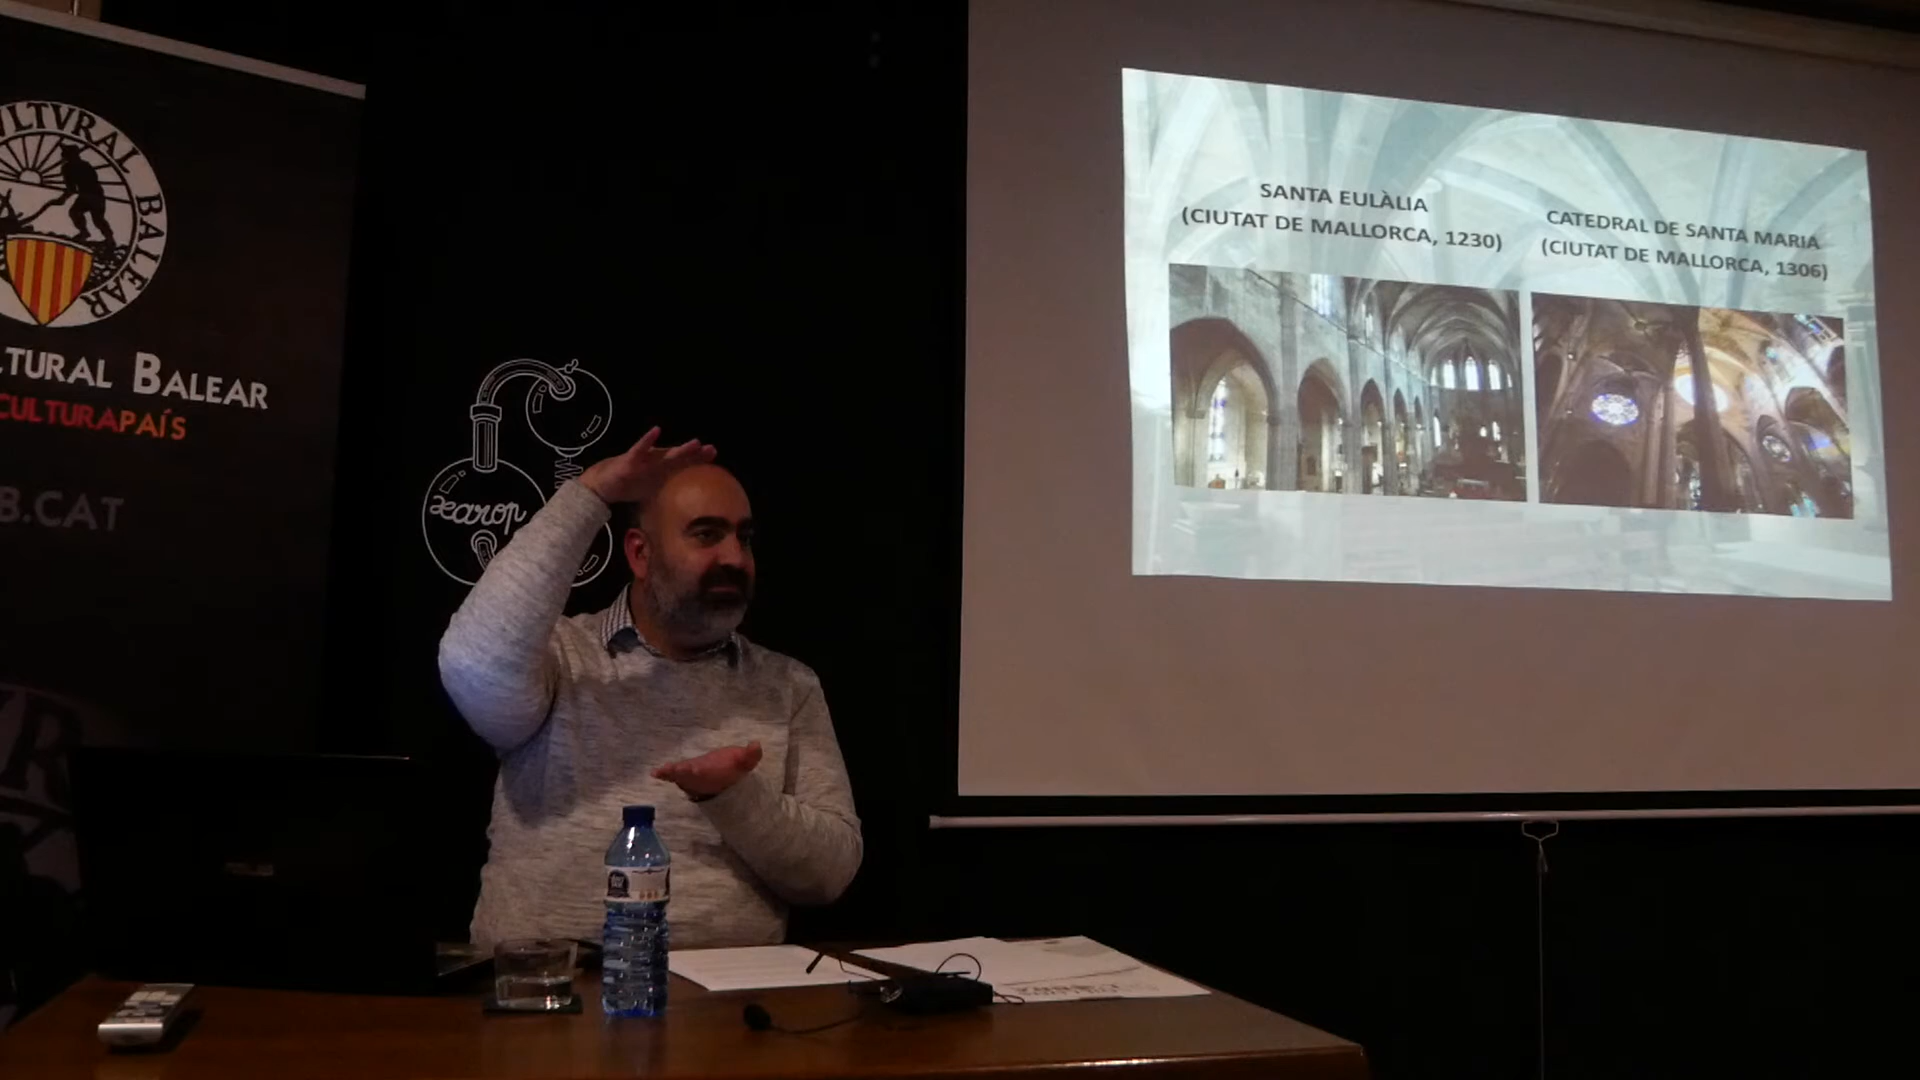 VLTVRAL BALEAR
LTURAL BALEAR
CULTURAPAÍS
B.CAT
xarop
SANTA EULÀLIA
(CIUTAT DE MALLORCA, 1230)
CATEDRAL DE SANTA MARIA
(CIUTAT DE MALLORCA, 1306)